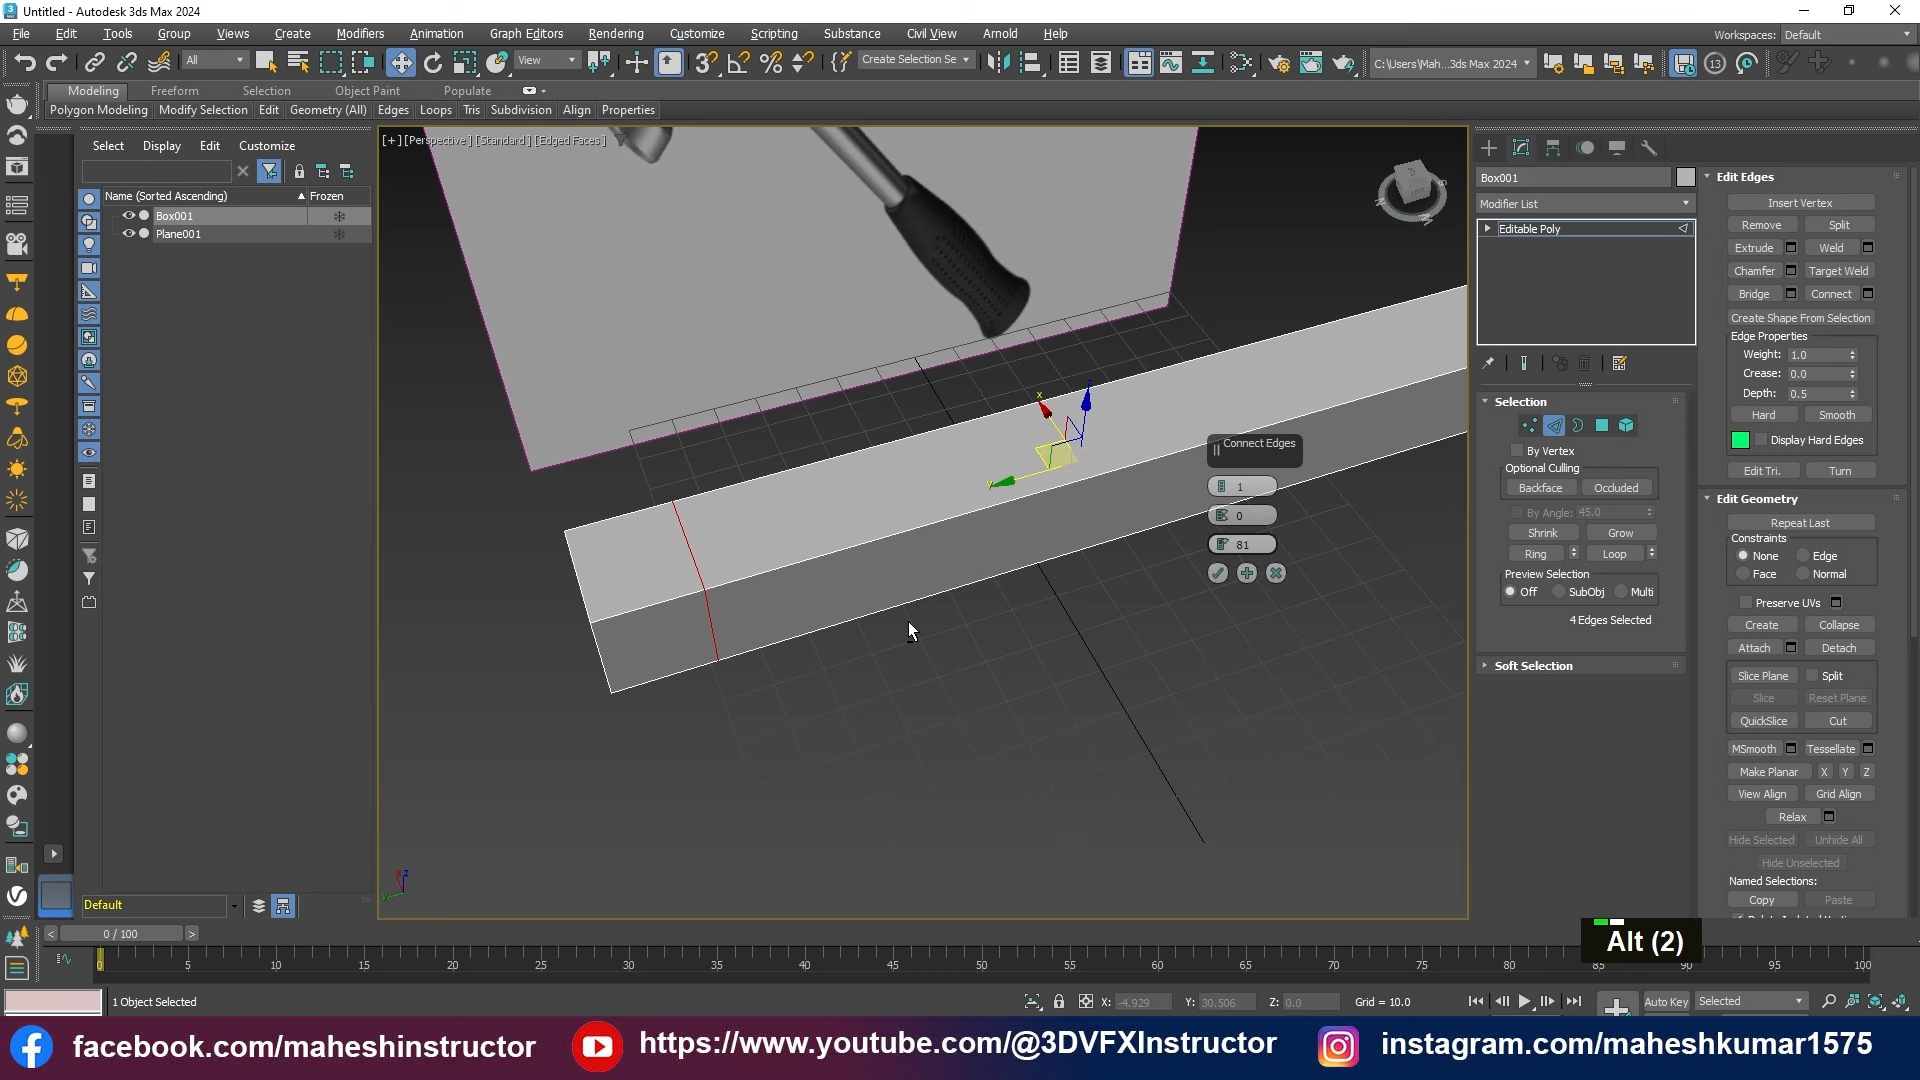 Untitled - Autodesk 3ds Max 2024
File Edit Tools Group Views Create Modifiers Animation Graph Editors Rendering Customize Scripting Civil View Substance Arnold Help
Workspaces: Default
All
View
Create Selection Se
C:\Users\Mah...3ds Max 2024
13
Modeling Freeform Selection Object Paint Populate
Polygon Modeling Modify Selection Edit Geometry (All) Edges Loops Tris Subdivision Align Properties
Select Display Edit Customize
Name (Sorted Ascending) Frozen
Box001
Plane001
Default
[+] [Perspective] [Standard] [Edged Faces]
x
y
Connect Edges
1
0
81
Box001
Modifier List
Editable Poly
Selection
By Vertex
Optional Culling
Backface Occluded
By Angle: 45.0
Shrink Grow
Ring Loop
Preview Selection
Off SubObj Multi
4 Edges Selected
Soft Selection
Edit Edges
Insert Vertex
Remove Split
Extrude Weld
Chamfer Target Weld
Bridge Connect
Create Shape From Selection
Edge Properties
Weight: 1.0
Crease: 0.0
Depth: 0.5
Hard Smooth
Display Hard Edges
Edit Tri. Turn
Edit Geometry
Repeat Last
Constraints
None Edge
Face Normal
Preserve UVs
Create Collapse
Attach Detach
Slice Plane Split
Slice Reset Plane
QuickSlice Cut
MSmooth Tessellate
Make Planar X Y Z
View Align Grid Align
Relax
Hide Selected Unhide All
Hide Unselected
Named Selections:
Copy Paste
Alt (2)
0 / 100
0 5 10 15 20 25 30 35 40 45 50 55 60 65 70 75 80 85 90 95 100
1 Object Selected
X: -4.929 Y: 30.506 Z: 0.0 Grid = 10.0
Auto Key Selected
facebook.com/maheshinstructor
https://www.youtube.com/@3DVFXInstructor
instagram.com/maheshkumar1575